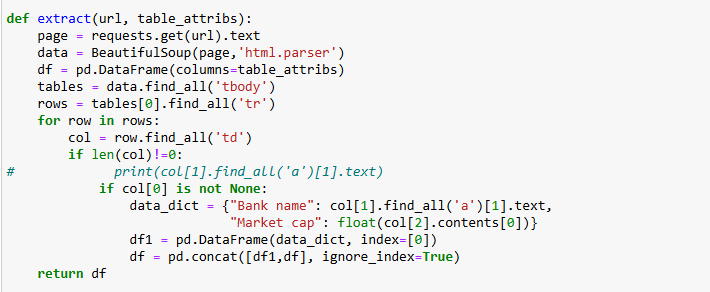 def extract(url, table_attribs):
    page = requests.get(url).text
    data = BeautifulSoup(page,'html.parser')
    df = pd.DataFrame(columns=table_attribs)
    tables = data.find_all('tbody')
    rows = tables[0].find_all('tr')
    for row in rows:
        col = row.find_all('td')
        if len(col)!=0:
#             print(col[1].find_all('a')[1].text)
            if col[0] is not None:
                data_dict = {"Bank name": col[1].find_all('a')[1].text,
                             "Market cap": float(col[2].contents[0])}
                df1 = pd.DataFrame(data_dict, index=[0])
                df = pd.concat([df1,df], ignore_index=True)
    return df